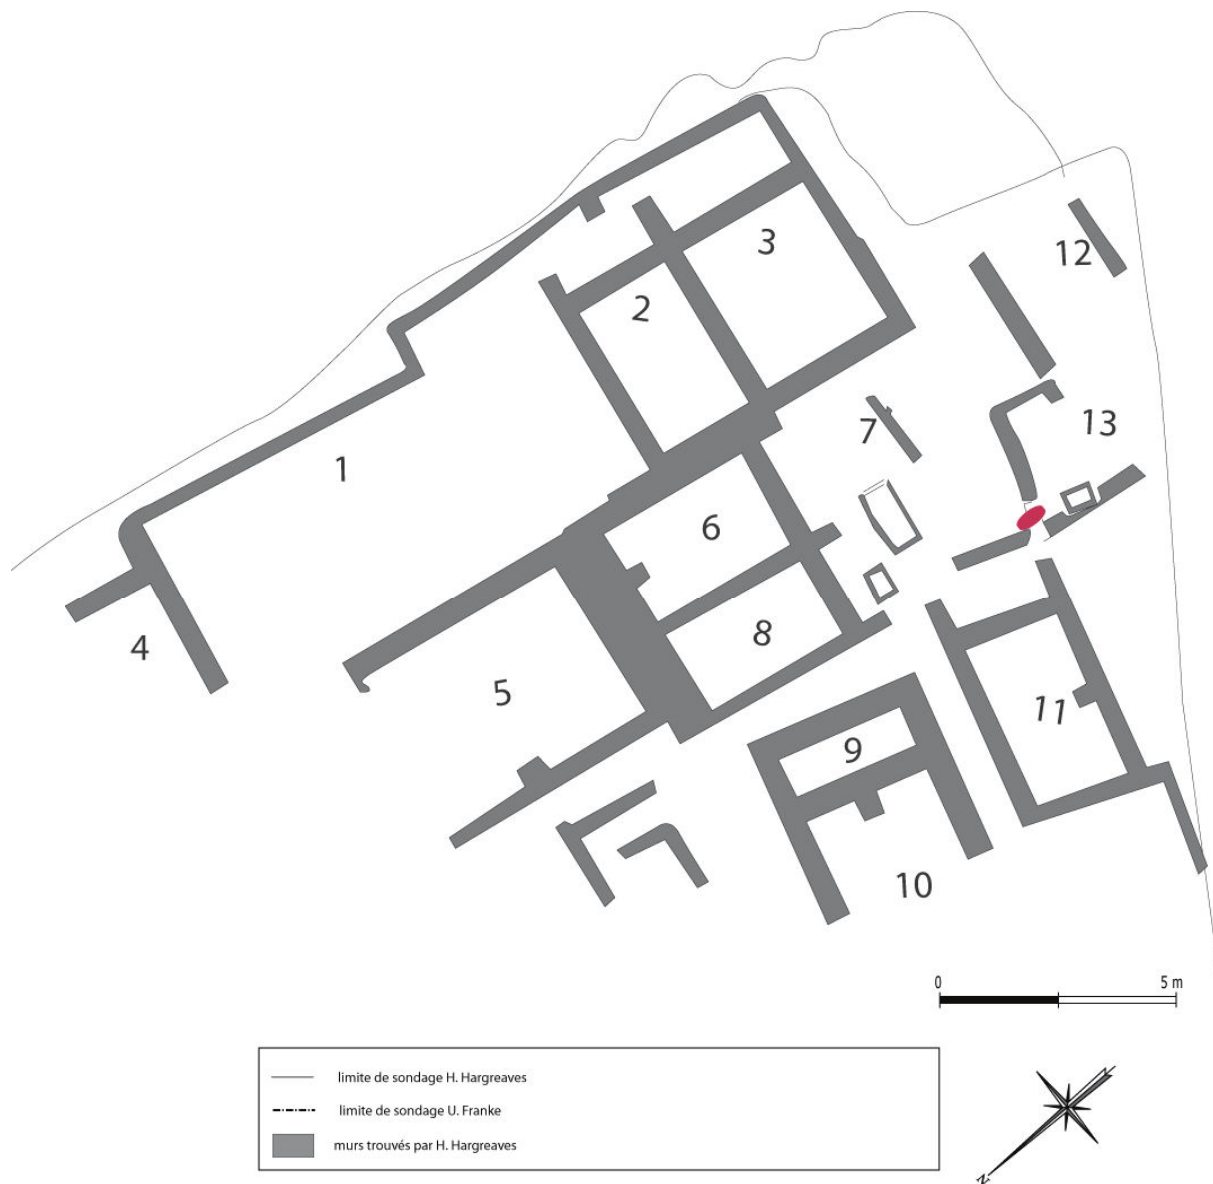 12
3
2
13
7
1
6
8
4
5
11
9
10
0 5 m
limite de sondage H. Hargreaves
limite de sondage U. Franke
murs trouvés par H. Hargreaves
N